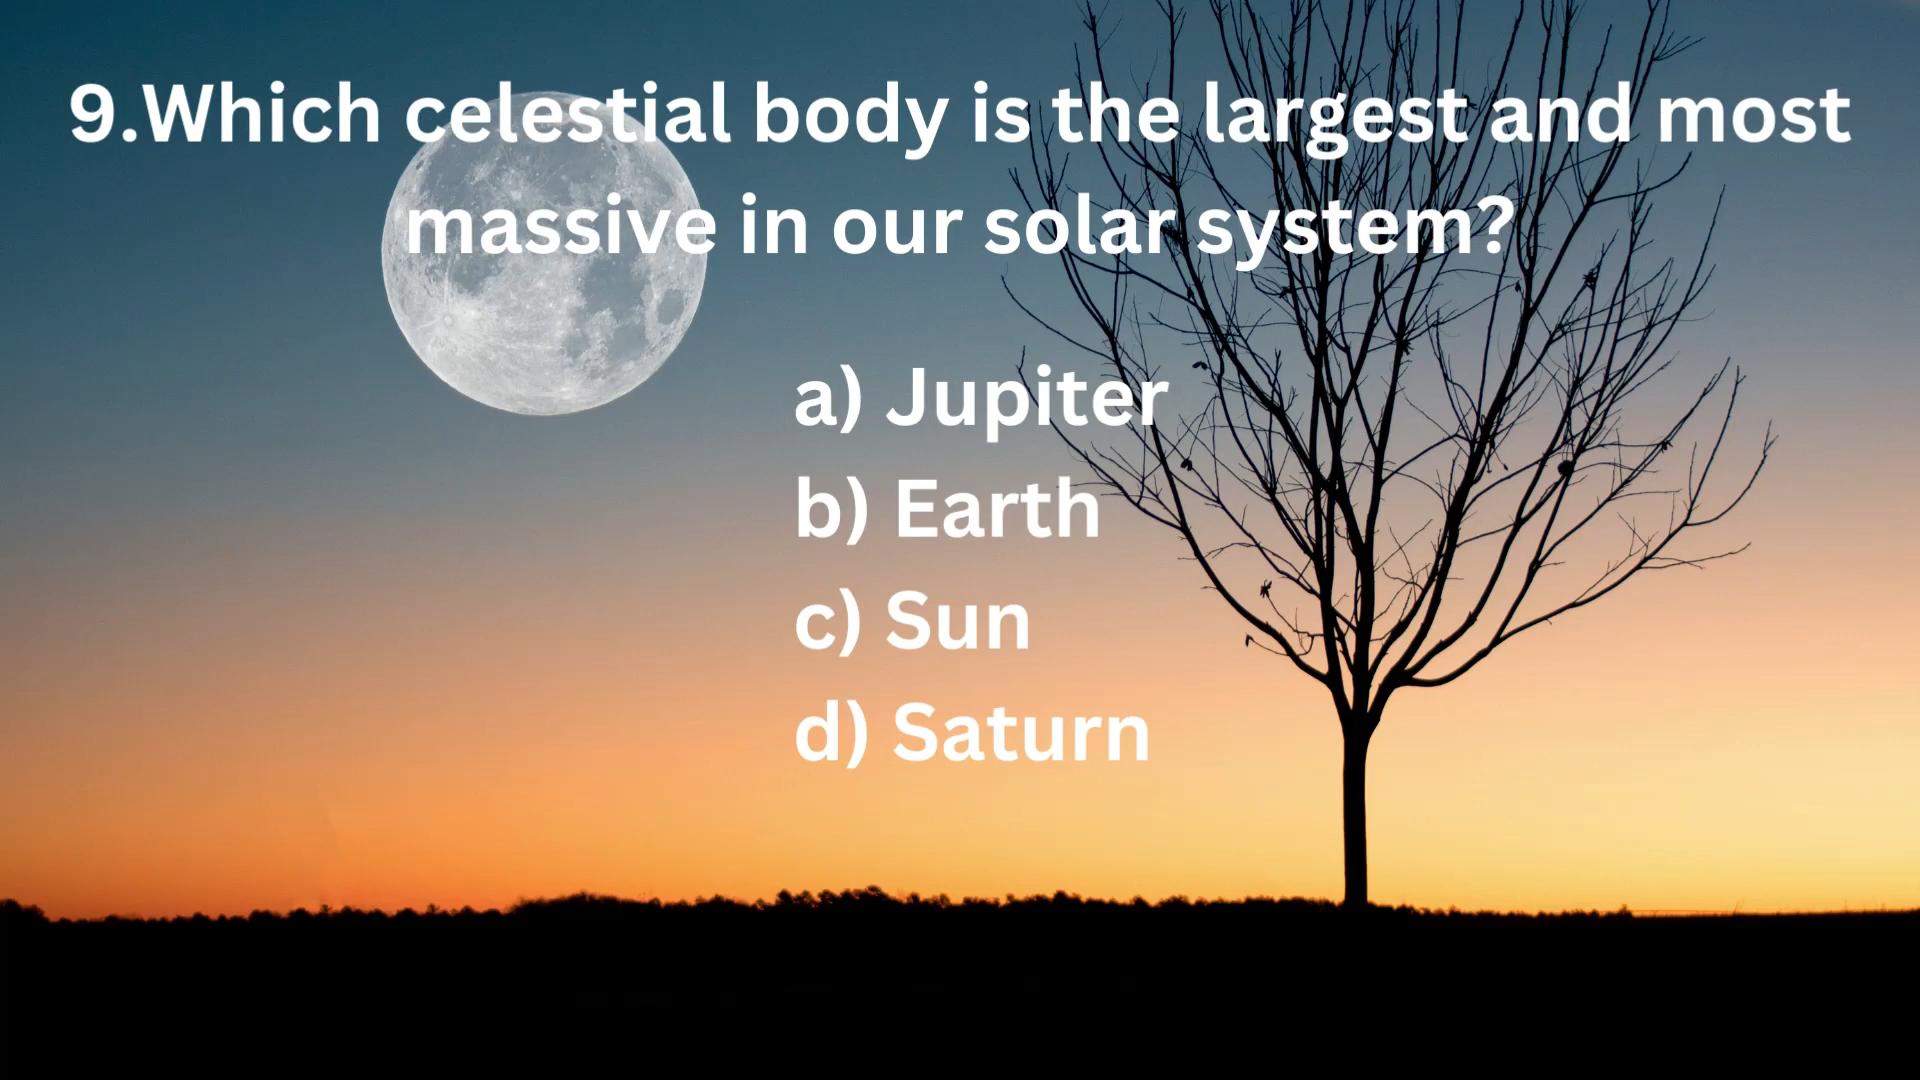 9.Which celestial body is the largest and most
massive in our solar system?
a) Jupiter
b) Earth
c) Sun
d) Saturn